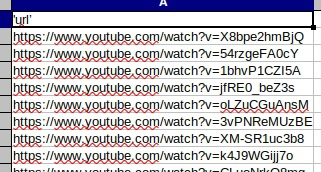 A
'url'
https://www.youtube.com/watch?v=X8bpe2hmBjQ
https://www.youtube.com/watch?v=54rzgeFA0cY
https://www.youtube.com/watch?v=1bhvP1CZI5A
https://www.youtube.com/watch?v=jfRE0_beZ3s
https://www.youtube.com/watch?v=oLZuCGuAnsM
https://www.youtube.com/watch?v=3vPNReMUzBE
https://www.youtube.com/watch?v=XM-SR1uc3b8
https://www.youtube.com/watch?v=k4J9WGijj7o